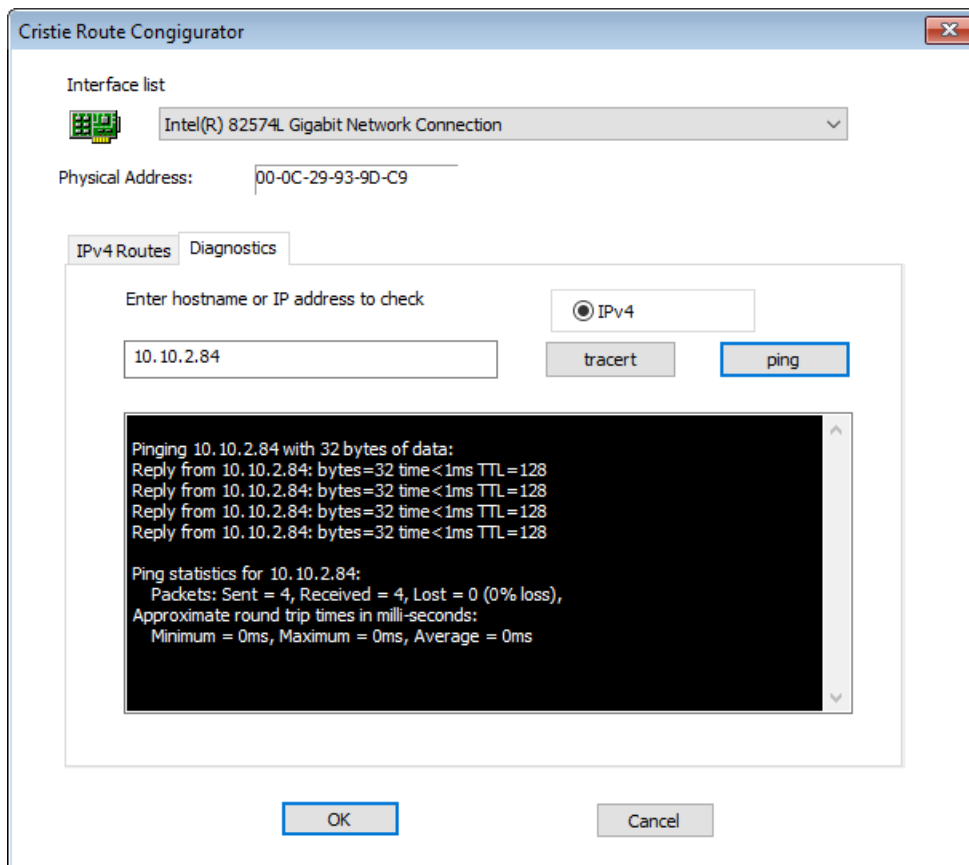 Cristie Route Congigurator
Interface list
Intel(R) 82574L Gigabit Network Connection
Physical Address: 00-0C-29-93-9D-C9
IPv4 Routes Diagnostics
Enter hostname or IP address to check
IPv4
10.10.2.84
tracert ping
Pinging 10.10.2.84 with 32 bytes of data:
Reply from 10.10.2.84: bytes=32 time<1ms TTL=128
Reply from 10.10.2.84: bytes=32 time<1ms TTL=128
Reply from 10.10.2.84: bytes=32 time<1ms TTL=128
Reply from 10.10.2.84: bytes=32 time<1ms TTL=128
Ping statistics for 10.10.2.84:
Packets: Sent = 4, Received = 4, Lost = 0 (0% loss),
Approximate round trip times in milli-seconds:
Minimum = 0ms, Maximum = 0ms, Average = 0ms
OK Cancel